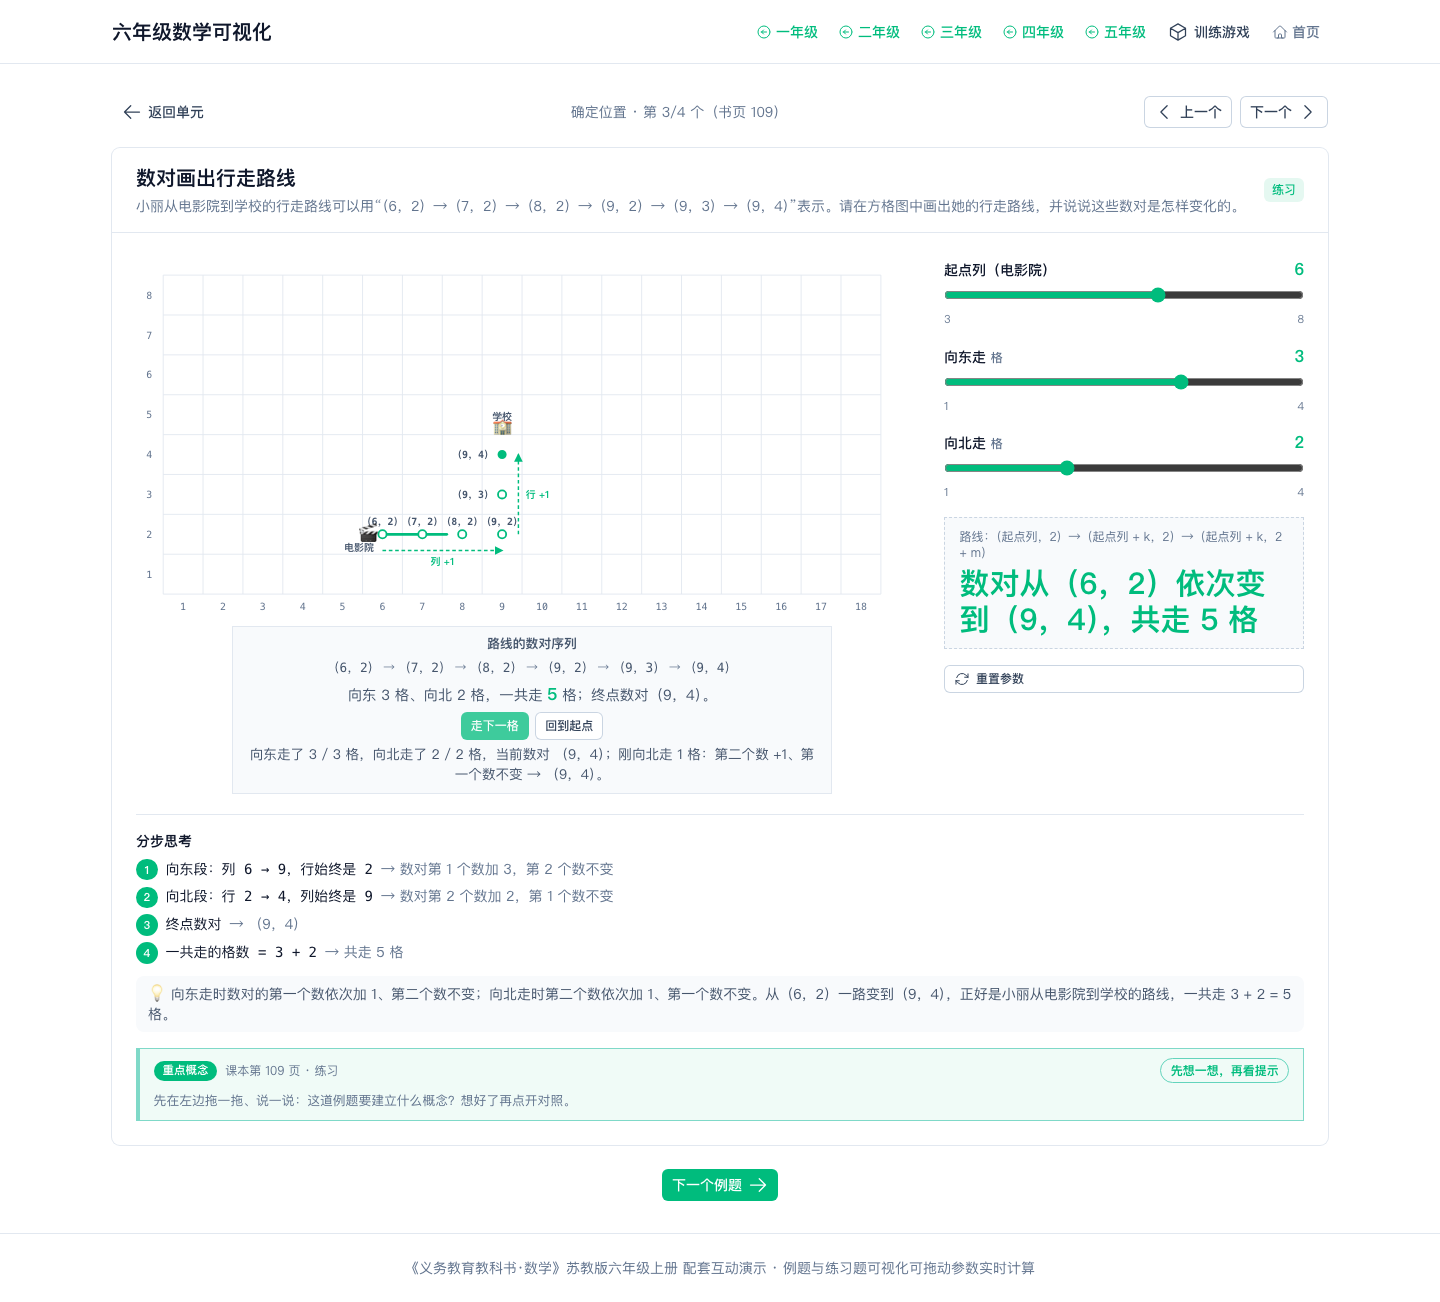 六年级数学可视化
一年级 二年级 三年级 四年级 五年级 训练游戏 首页
返回单元
确定位置 · 第 3/4 个（书页 109）
上一个
下一个
数对画出行走路线
小丽从电影院到学校的行走路线可以用“(6，2) → (7，2) → (8，2) → (9，2) → (9，3) → (9，4)”表示。请在方格图中画出她的行走路线，并说说这些数对是怎样变化的。
练习
8
7
6
5
4
3
2
1
学校
(9, 4)
(9, 3)
行 +1
(6, 2) (7, 2) (8, 2) (9, 2)
电影院
列 +1
1 2 3 4 5 6 7 8 9 10 11 12 13 14 15 16 17 18
路线的数对序列
(6，2) → (7，2) → (8，2) → (9，2) → (9，3) → (9，4)
向东 3 格、向北 2 格，一共走 5 格；终点数对（9，4）。
走下一格
回到起点
向东走了 3 / 3 格，向北走了 2 / 2 格，当前数对 （9，4）；刚向北走 1 格：第二个数 +1、第
一个数不变 → （9，4）。
起点列（电影院） 6
3 8
向东走 格 3
1 4
向北走 格 2
1 4
路线：（起点列，2）→（起点列 + k，2）→（起点列 + k，2
+ m）
数对从（6，2）依次变
到（9，4），共走 5 格
重置参数
分步思考
1 向东段：列 6 → 9，行始终是 2 → 数对第 1 个数加 3，第 2 个数不变
2 向北段：行 2 → 4，列始终是 9 → 数对第 2 个数加 2，第 1 个数不变
3 终点数对 → （9，4）
4 一共走的格数 = 3 + 2 → 共走 5 格
向东走时数对的第一个数依次加 1、第二个数不变；向北走时第二个数依次加 1、第一个数不变。从（6，2）一路变到（9，4），正好是小丽从电影院到学校的路线，一共走 3 + 2 = 5
格。
重点概念 课本第 109 页 · 练习
先想一想，再看提示
先在左边拖一拖、说一说：这道例题要建立什么概念？想好了再点开对照。
下一个例题
《义务教育教科书·数学》苏教版六年级上册 配套互动演示 · 例题与练习题可视化可拖动参数实时计算